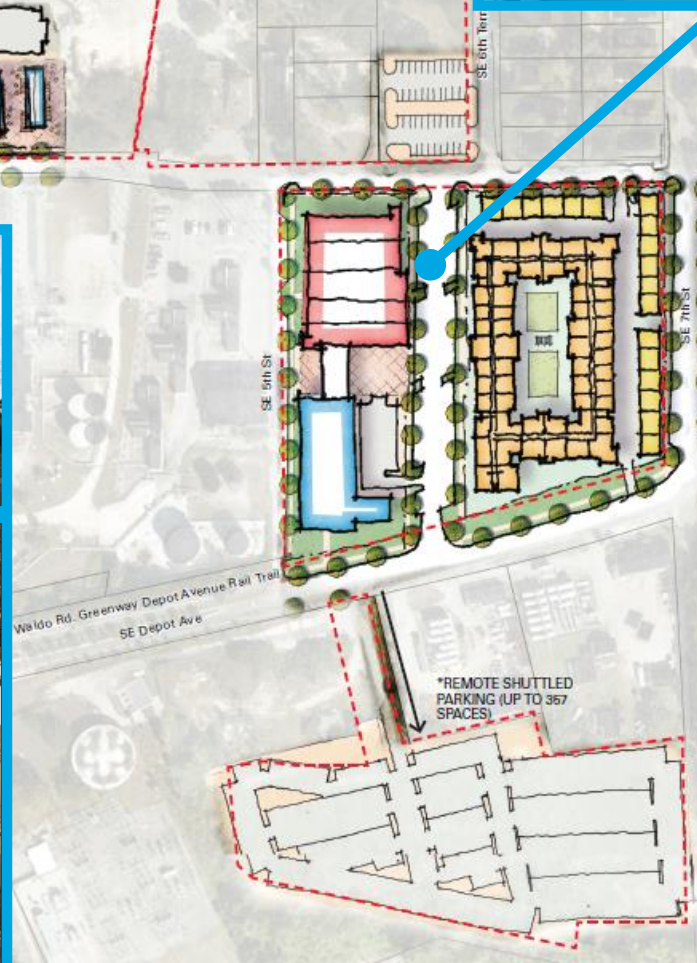 SE 6th Terr
SE 5th St
SE 7th St
Waldo Rd. Greenway Depot Avenue Rail Trail
SE Depot Ave
*REMOTE SHUTTLED
PARKING (UP TO 357
SPACES)